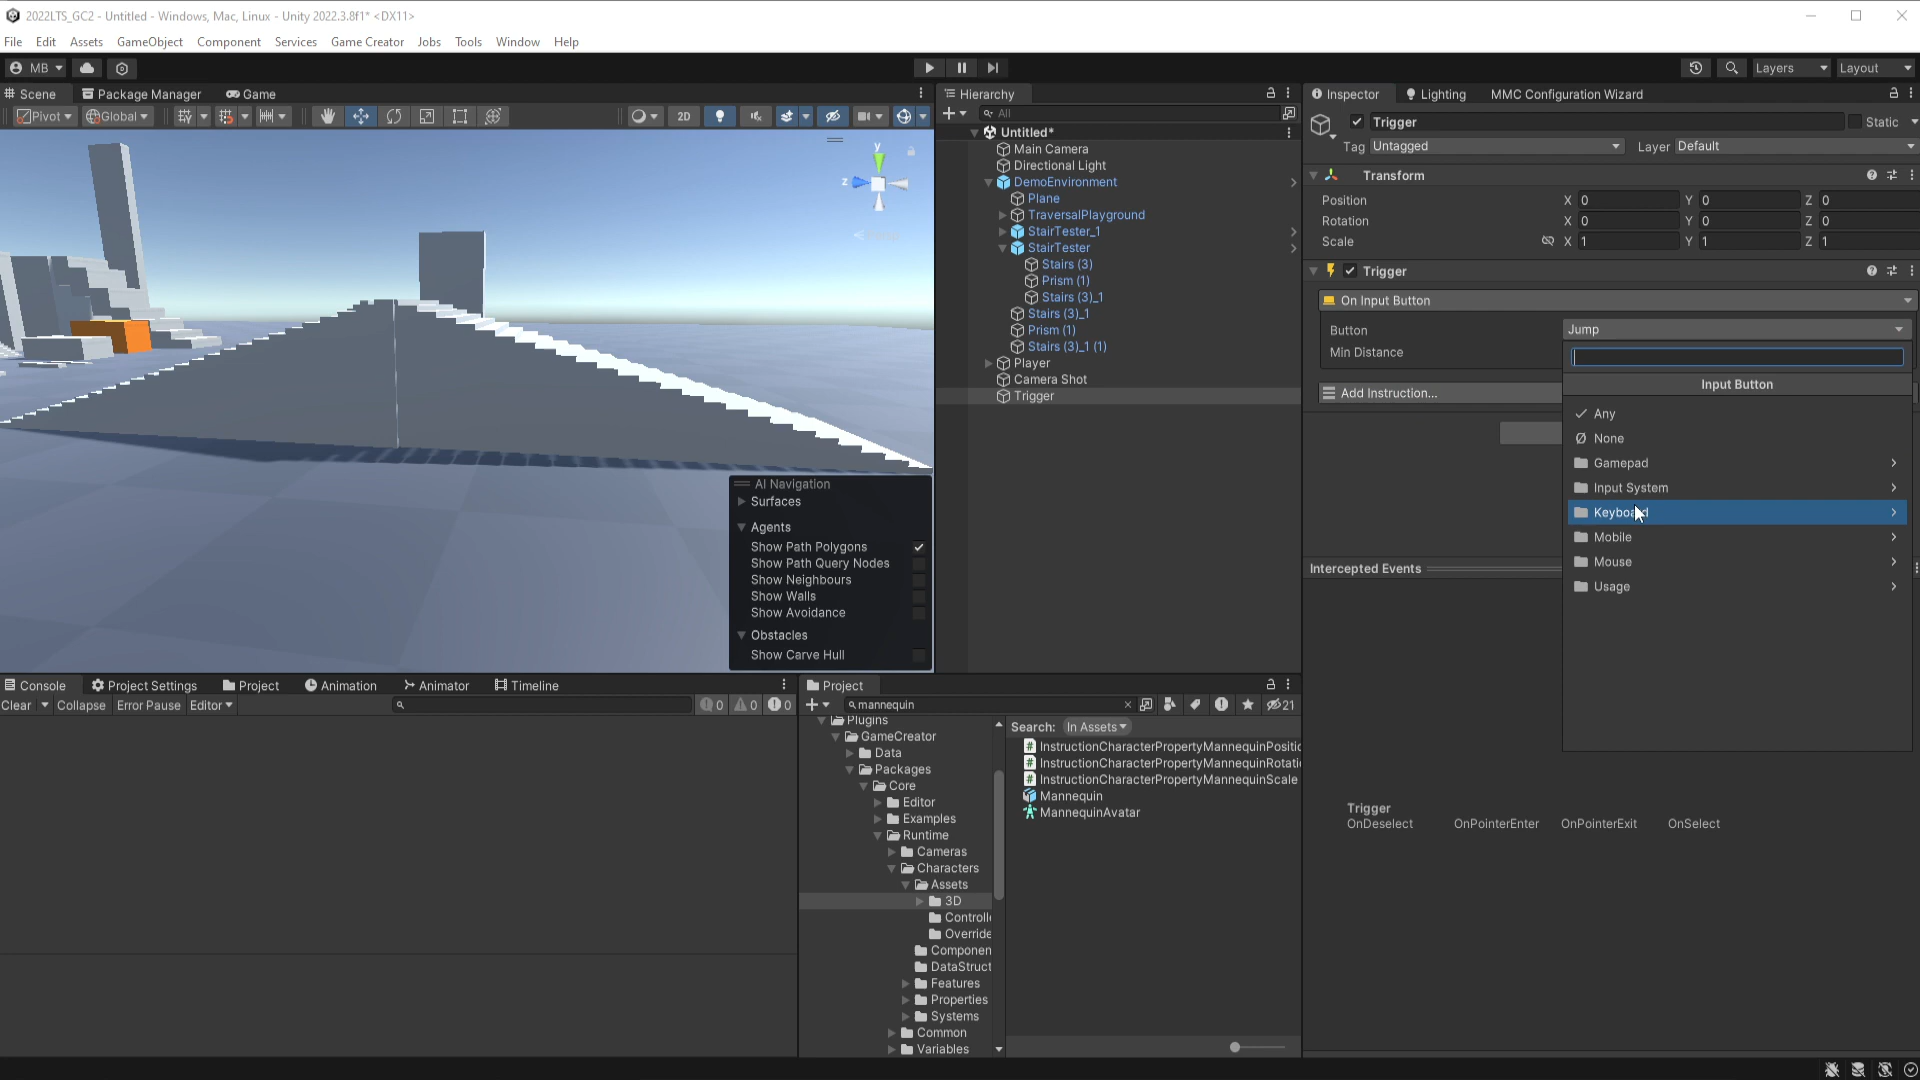 2022LTS_GC2 - Untitled - Windows, Mac, Linux - Unity 2022.3.8f1* <DX11>
File Edit Assets GameObject Component Services Game Creator Jobs Tools Window Help
MB
Layers Layout
Scene Package Manager Game
Pivot Global 2D
y
z
AI Navigation
Surfaces
Agents
Show Path Polygons
Show Path Query Nodes
Show Neighbours
Show Walls
Show Avoidance
Obstacles
Show Carve Hull
Hierarchy
All
Untitled*
Main Camera
Directional Light
DemoEnvironment
Plane
TraversalPlayground
StairTester_1
StairTester
Stairs (3)
Prism (1)
Stairs (3)_1
Stairs (3)_1
Prism (1)
Stairs (3)_1 (1)
Player
Camera Shot
Trigger
Inspector Lighting MMC Configuration Wizard
Trigger Static
Tag Untagged Layer Default
Transform
Position X 0 Y 0 Z 0
Rotation X 0 Y 0 Z 0
Scale X 1 Y 1 Z 1
Trigger
On Input Button
Button Jump
Min Distance
Add Instruction...
Input Button
Any
None
Gamepad
Input System
Keyboard
Mobile
Mouse
Usage
Intercepted Events
Trigger
OnDeselect OnPointerEnter OnPointerExit OnSelect
Console Project Settings Project Animation Animator Timeline
Clear Collapse Error Pause Editor 0 0 0
Project
mannequin 21
Plugins
GameCreator
Data
Packages
Core
Editor
Examples
Runtime
Cameras
Characters
Assets
3D
Controlle
Override
Componen
DataStruct
Features
Properties
Systems
Common
Variables
Search: In Assets
InstructionCharacterPropertyMannequinPositio
InstructionCharacterPropertyMannequinRotatio
InstructionCharacterPropertyMannequinScale
Mannequin
MannequinAvatar